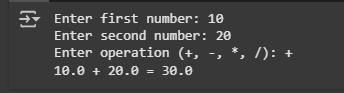 Enter first number: 10
Enter second number: 20
Enter operation (+, -, *, /): +
10.0 + 20.0 = 30.0